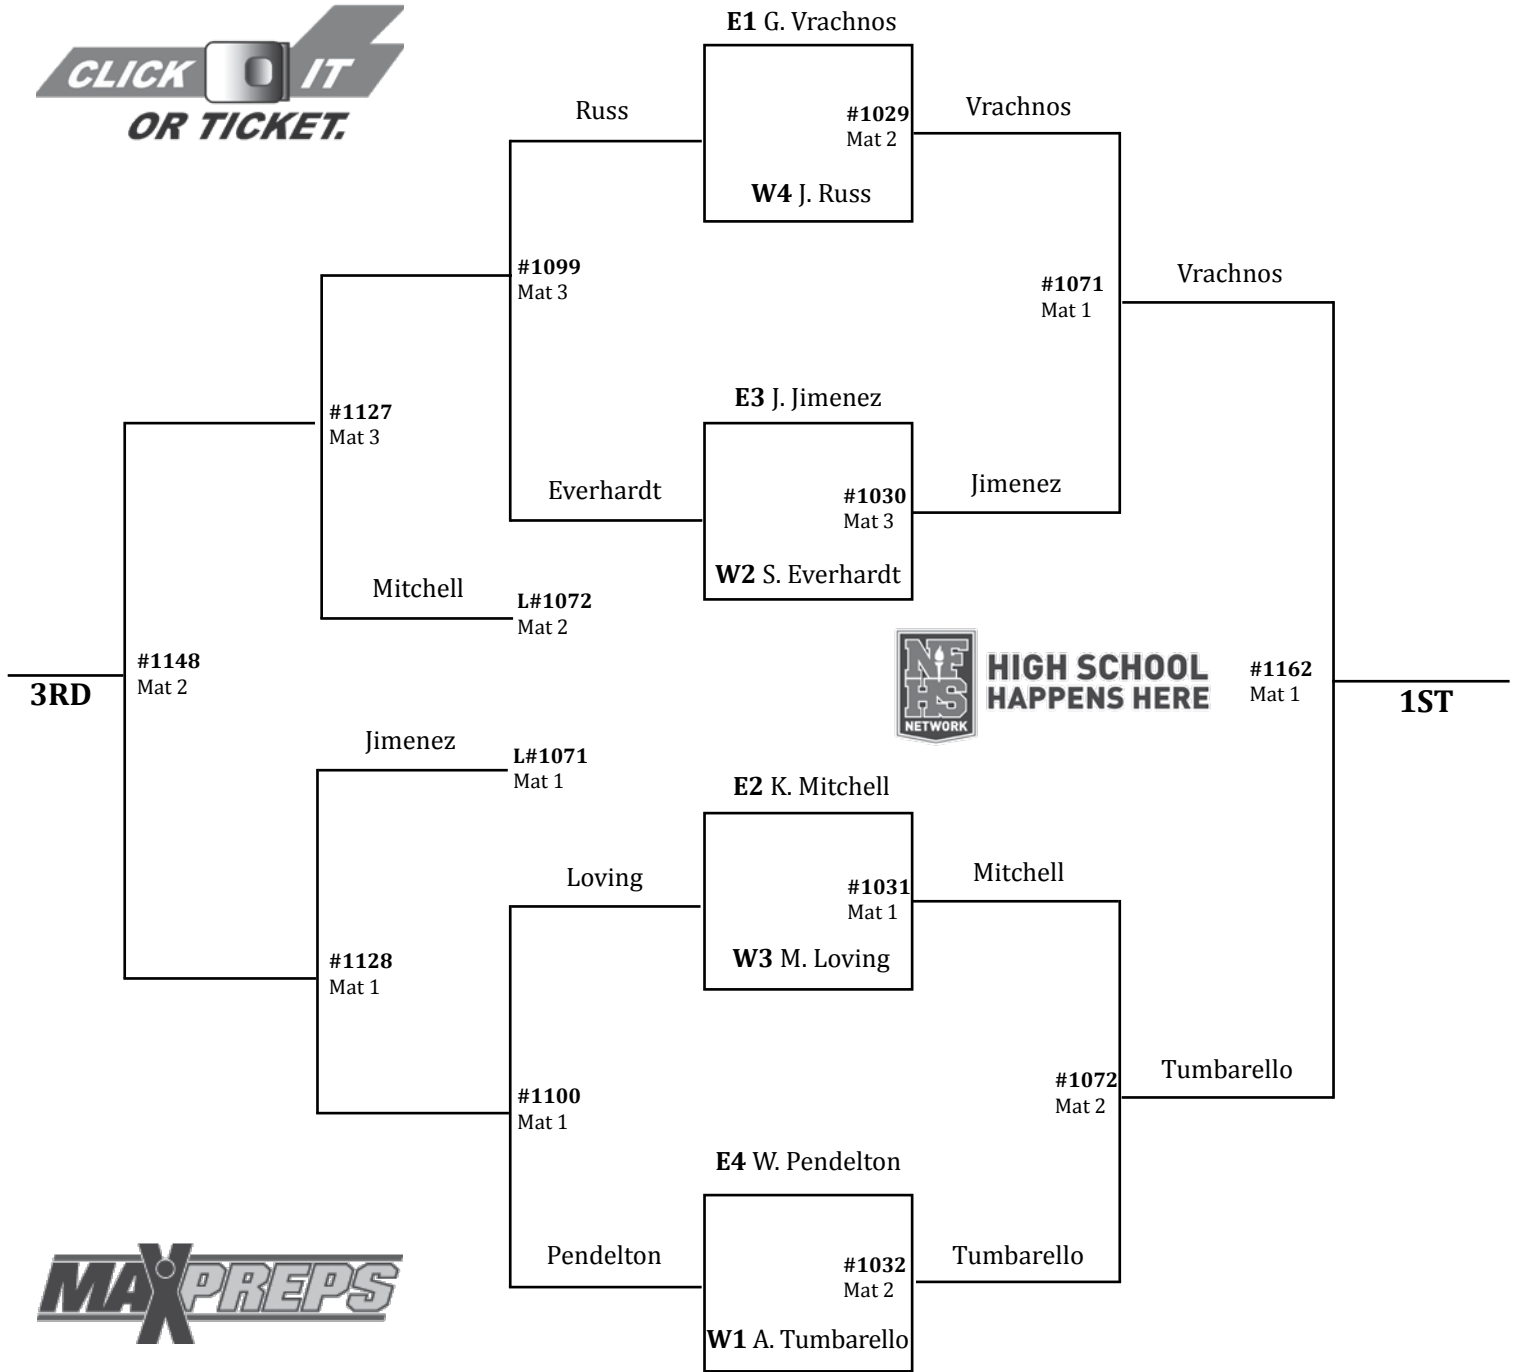 E1 G. Vrachnos
CLICK IT
OR TICKET.
Russ
#1029
Mat 2
Vrachnos
W4 J. Russ
#1099
Mat 3
#1071
Mat 1
Vrachnos
E3 J. Jimenez
#1127
Mat 3
Everhardt
#1030
Mat 3
Jimenez
W2 S. Everhardt
Mitchell
L#1072
Mat 2
#1148
Mat 2
3RD
NFHS
NETWORK
HIGH SCHOOL
HAPPENS HERE
#1162
Mat 1
1ST
Jimenez
L#1071
Mat 1
E2 K. Mitchell
Loving
#1031
Mat 1
Mitchell
W3 M. Loving
#1128
Mat 1
#1100
Mat 1
#1072
Mat 2
Tumbarello
E4 W. Pendelton
Pendelton
#1032
Mat 2
Tumbarello
W1 A. Tumbarello
MAXPREPS